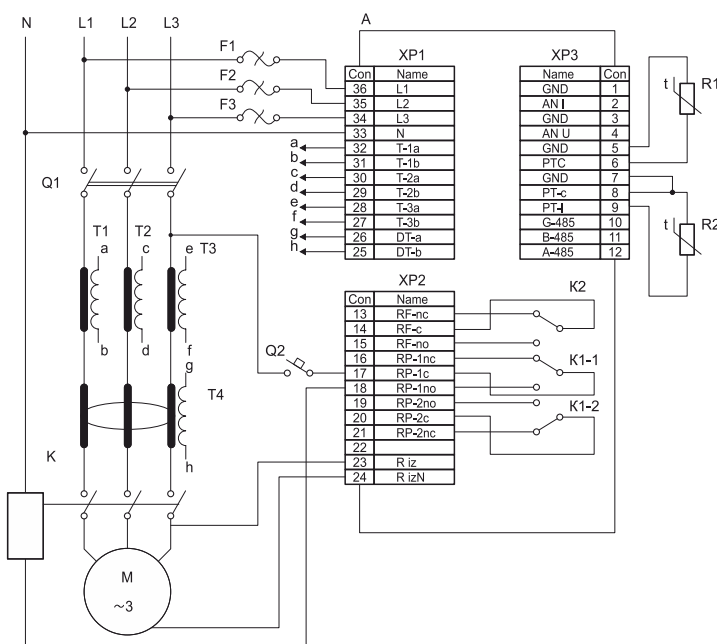 N L1 L2 L3
A
F1
F2
F3
Q1
T1 T2
a c e T3
b d f
g
T4
h
K
Q2
M
~3
XP1
Con Name
36 L1
35 L2
34 L3
33 N
a 32 T-1a
b 31 T-1b
c 30 T-2a
d 29 T-2b
e 28 T-3a
f 27 T-3b
g 26 DT-a
h 25 DT-b
XP3
Name Con
GND 1
AN I 2
GND 3
AN U 4
GND 5
PTC 6
GND 7
PT-c 8
PT-I 9
G-485 10
B-485 11
A-485 12
t R1
t R2
XP2
Con Name
13 RF-nc
14 RF-c
15 RF-no
16 RP-1nc
17 RP-1c
18 RP-1no
19 RP-2no
20 RP-2c
21 RP-2nc
22
23 R iz
24 R izN
K2
K1-1
K1-2